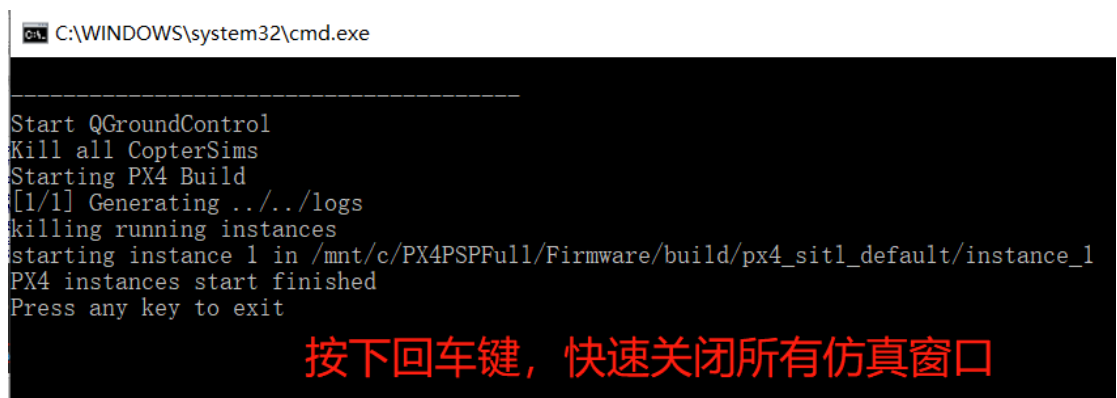 C:\WINDOWS\system32\cmd.exe
----------------------------------------
Start QGroundControl
Kill all CopterSims
Starting PX4 Build
[1/1] Generating ../../logs
killing running instances
starting instance 1 in /mnt/c/PX4PSPFull/Firmware/build/px4_sitl_default/instance_1
PX4 instances start finished
Press any key to exit
按下回车键，快速关闭所有仿真窗口